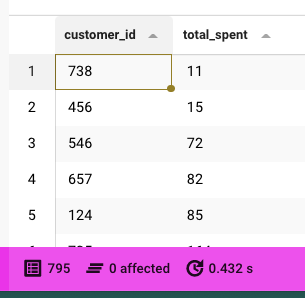 customer_id total_spent
1 738 11
2 456 15
3 546 72
4 657 82
5 124 85
795 0 affected 0.432 s